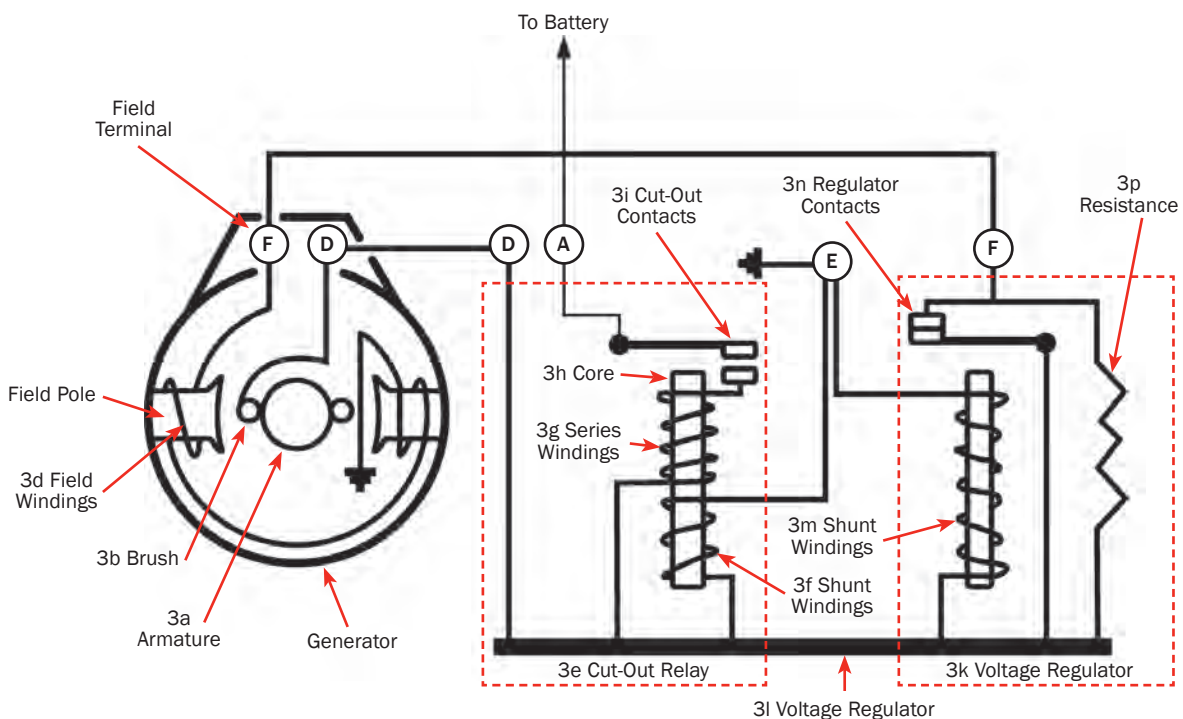 To Battery
Field
Terminal
3i Cut-Out
Contacts
3n Regulator
Contacts
3p
Resistance
F
D
D
A
E
F
3h Core
Field Pole
3g Series
Windings
3d Field
Windings
3m Shunt
Windings
3b Brush
3f Shunt
Windings
3a
Armature
Generator
3e Cut-Out Relay
3k Voltage Regulator
3l Voltage Regulator